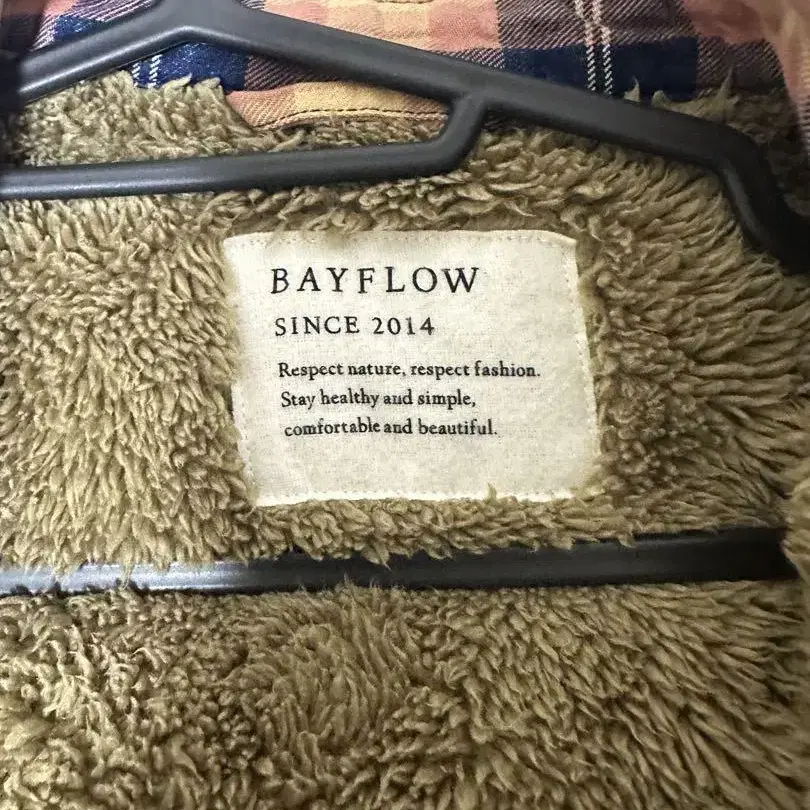 BAYFLOW
SINCE 2014
Respect nature, respect fashion.
Stay healthy and simple,
comfortable and beautiful.